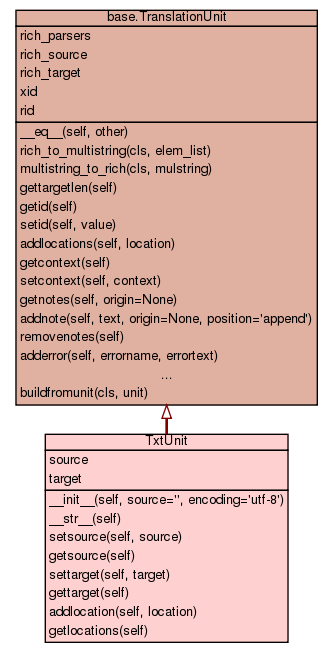 base.TranslationUnit
rich_parsers
rich_source
rich_target
xid
rid
__eq__(self, other)
rich_to_multistring(cls, elem_list)
multistring_to_rich(cls, mulstring)
gettargetlen(self)
getid(self)
setid(self, value)
addlocations(self, location)
getcontext(self)
setcontext(self, context)
getnotes(self, origin=None)
addnote(self, text, origin=None, position='append')
removenotes(self)
adderror(self, errorname, errortext)
...
buildfromunit(cls, unit)
TxtUnit
source
target
__init__(self, source='', encoding='utf-8')
__str__(self)
setsource(self, source)
getsource(self)
settarget(self, target)
gettarget(self)
addlocation(self, location)
getlocations(self)